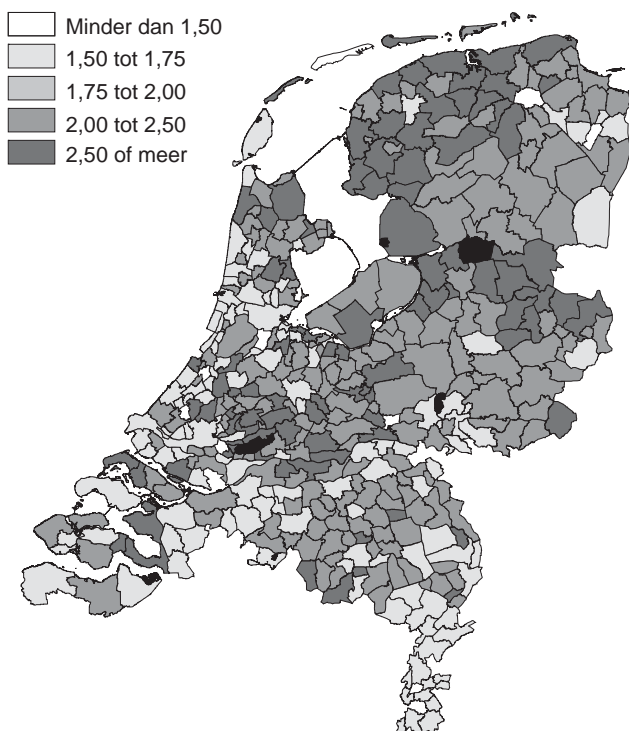 Minder dan 1,50
1,50 tot 1,75
1,75 tot 2,00
2,00 tot 2,50
2,50 of meer